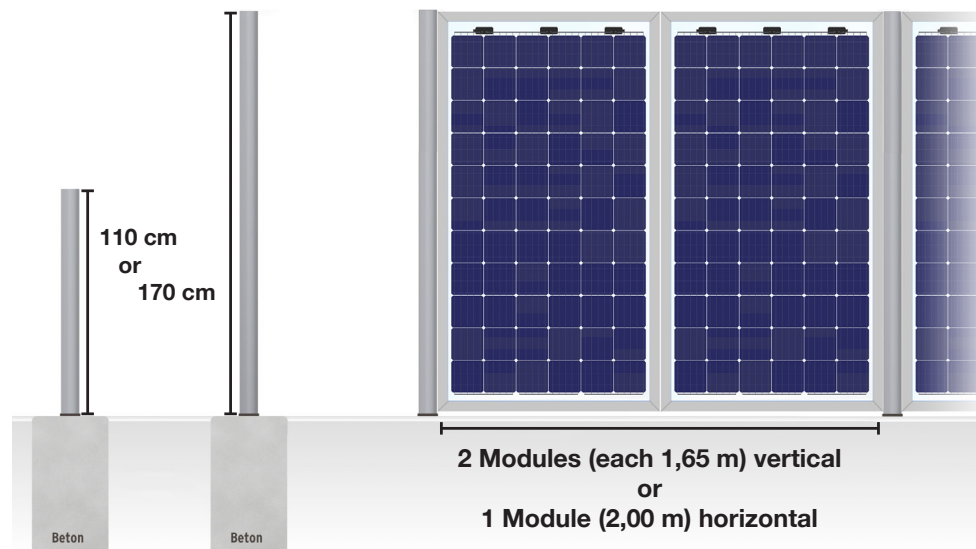 110 cm
or
170 cm
2 Modules (each 1,65 m) vertical
or
1 Module (2,00 m) horizontal
Beton
Beton